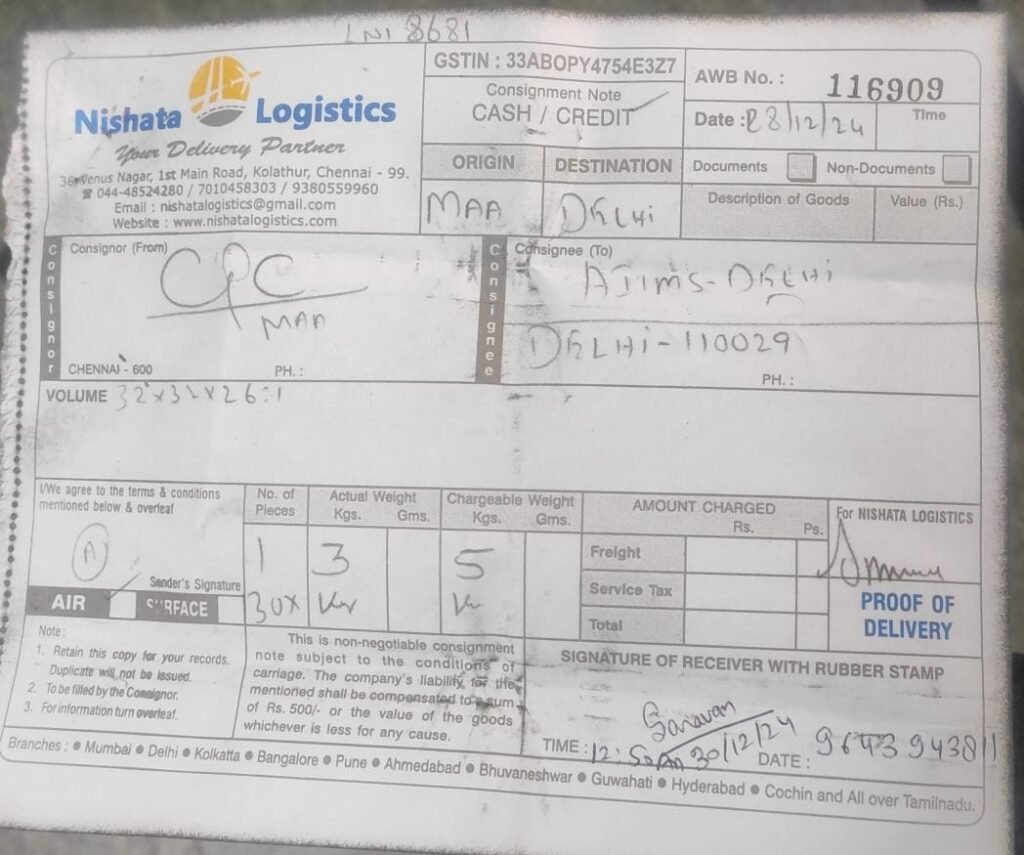 LNI 8681
Nishata Logistics
Your Delivery Partner
36, Venus Nagar, 1st Main Road, Kolathur, Chennai - 99.
☎ 044-48524280 / 7010458303 / 9380559960
Email : nishatalogistics@gmail.com
Website : www.nishatalogistics.com
GSTIN : 33ABOPY4754E3Z7
Consignment Note
CASH / CREDIT
AWB No. : 116909
Date : 28/12/24
Time
ORIGIN DESTINATION
MAA DELHI
Documents Non-Documents
Description of Goods Value (Rs.)
Consignor
Consignor (From)
CPC
MAA
CHENNAI - 600 PH. :
Consignee
Consignee (To)
AIIMS-DELHI
DELHI-110029
PH. :
VOLUME 32x31x26:1
I/We agree to the terms & conditions
mentioned below & overleaf
A
Sender's Signature
AIR SURFACE
No. of Pieces Actual Weight Chargeable Weight
Kgs. Gms. Kgs. Gms.
1 3 5
AMOUNT CHARGED
Rs. Ps.
Freight
Service Tax
Total
For NISHATA LOGISTICS
PROOF OF
DELIVERY
Note:
1. Retain this copy for your records.
Duplicate will not be Issued.
2. To be filled by the Consignor.
3. For information turn overleaf.
This is non-negotiable consignment
note subject to the conditions of
carriage. The company's liability for the
mentioned shall be compensated to a sum
of Rs. 500/- or the value of the goods
whichever is less for any cause.
SIGNATURE OF RECEIVER WITH RUBBER STAMP
Saravan
TIME : 12:50 30/12/24 DATE : 9643943811
Branches : ● Mumbai ● Delhi ● Kolkatta ● Bangalore ● Pune ● Ahmedabad ● Bhuvaneshwar ● Guwahati ● Hyderabad ● Cochin and All over Tamilnadu.